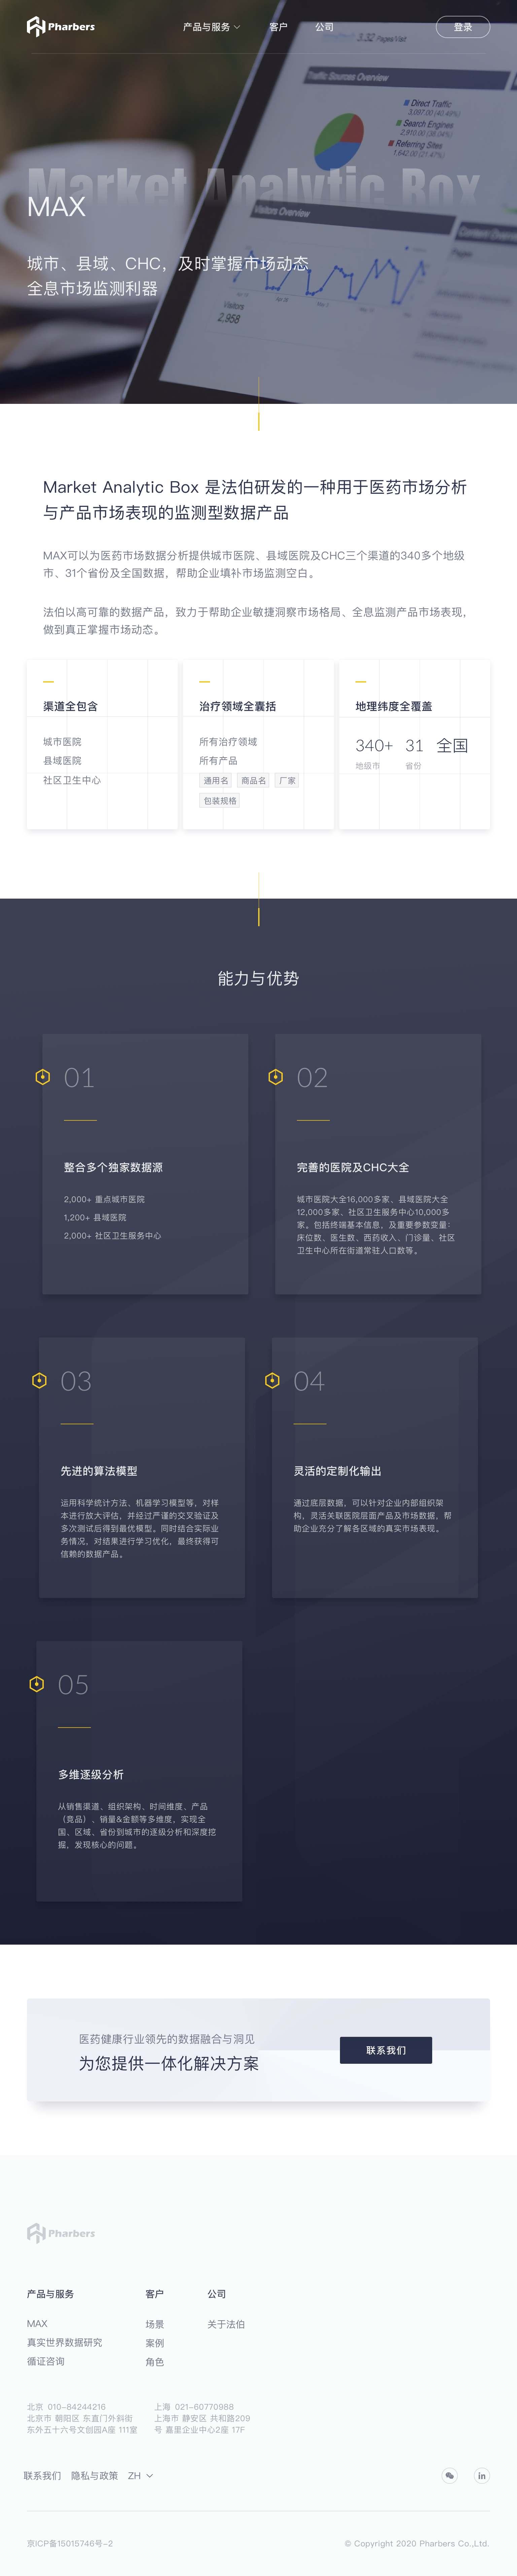 Pharbers
产品与服务
客户
公司
登录
3.32 Pages/Visit
Direct Traffic
3,097.00 (40.09%)
Search Engines
2,910.00 (38.04%)
Referring Sites
1,102 (21.27%)
Market Analytic Box
MAX
Visitors Overview
城市、县域、CHC，及时掌握市场动态
全息市场监测利器
Visitors
2,958
Market Analytic Box 是法伯研发的一种用于医药市场分析
与产品市场表现的监测型数据产品
MAX可以为医药市场数据分析提供城市医院、县域医院及CHC三个渠道的340多个地级
市、31个省份及全国数据，帮助企业填补市场监测空白。
法伯以高可靠的数据产品，致力于帮助企业敏捷洞察市场格局、全息监测产品市场表现，
做到真正掌握市场动态。
渠道全包含
城市医院
县域医院
社区卫生中心
治疗领域全囊括
所有治疗领域
所有产品
通用名 商品名 厂家
包装规格
地理纬度全覆盖
340+ 31 全国
地级市 省份
能力与优势
01
整合多个独家数据源
2,000+ 重点城市医院
1,200+ 县域医院
2,000+ 社区卫生服务中心
02
完善的医院及CHC大全
城市医院大全16,000多家、县域医院大全
12,000多家、社区卫生服务中心10,000多
家。包括终端基本信息，及重要参数变量：
床位数、医生数、西药收入、门诊量、社区
卫生中心所在街道常驻人口数等。
03
先进的算法模型
运用科学统计方法、机器学习模型等，对样
本进行放大评估，并经过严谨的交叉验证及
多次测试后得到最优模型。同时结合实际业
务情况，对结果进行学习优化，最终获得可
信赖的数据产品。
04
灵活的定制化输出
通过底层数据，可以针对企业内部组织架
构，灵活关联医院层面产品及市场数据，帮
助企业充分了解各区域的真实市场表现。
05
多维逐级分析
从销售渠道、组织架构、时间维度、产品
（竞品）、销量&金额等多维度，实现全
国、区域、省份到城市的逐级分析和深度挖
掘，发现核心的问题。
医药健康行业领先的数据融合与洞见
为您提供一体化解决方案
联系我们
Pharbers
产品与服务
MAX
真实世界数据研究
循证咨询
客户
场景
案例
角色
公司
关于法伯
北京 010-84244216
北京市 朝阳区 东直门外斜街
东外五十六号文创园A座 111室
上海 021-60770988
上海市 静安区 共和路209
号 嘉里企业中心2座 17F
联系我们 隐私与政策 ZH
in
京ICP备15015746号-2
© Copyright 2020 Pharbers Co.,Ltd.